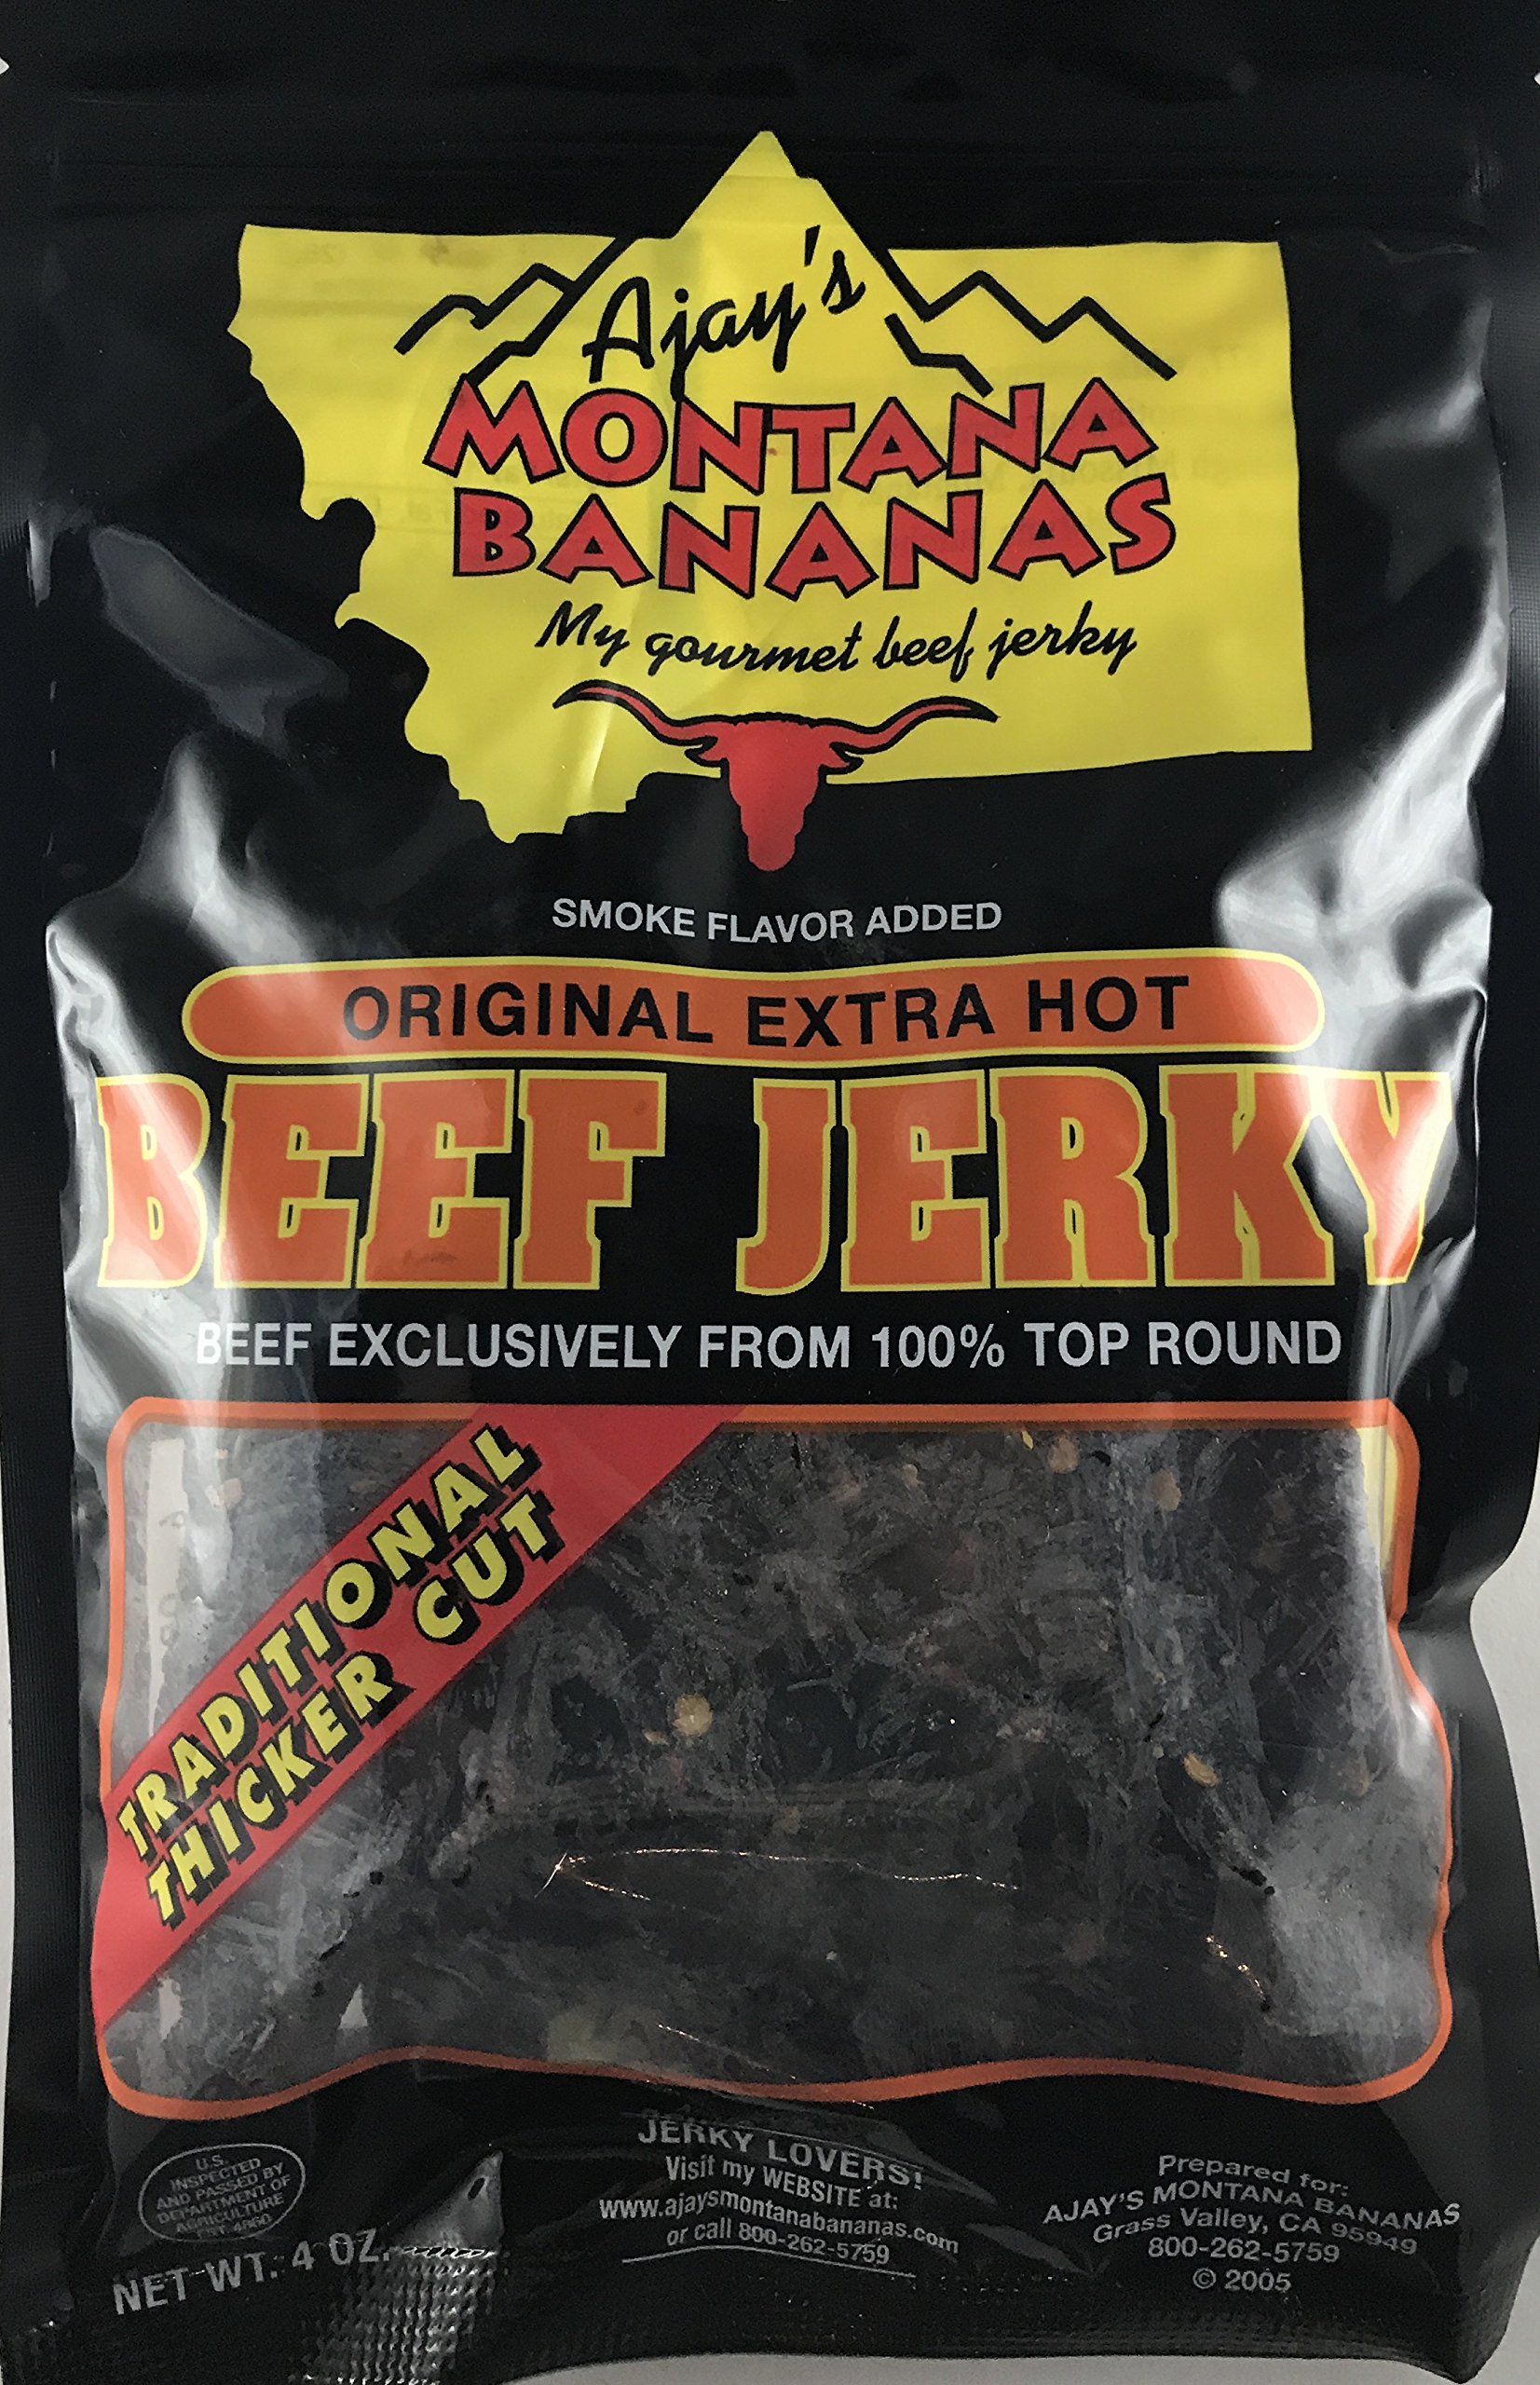 Ajay's
MONTANA
BANANAS
My gourmet beef jerky
SMOKE FLAVOR ADDED
ORIGINAL EXTRA HOT
BEEF JERKY
BEEF EXCLUSIVELY FROM 100% TOP ROUND
TRADITIONAL
THICKER CUT
U.S.
INSPECTED
AND PASSED BY
DEPARTMENT OF
AGRICULTURE
EST. 4860
NET WT. 4 OZ.
JERKY LOVERS!
Visit my WEBSITE at:
www.ajaysmontanabananas.com
or call 800-262-5759
Prepared for:
AJAY'S MONTANA BANANAS
Grass Valley, CA 95949
800-262-5759
© 2005